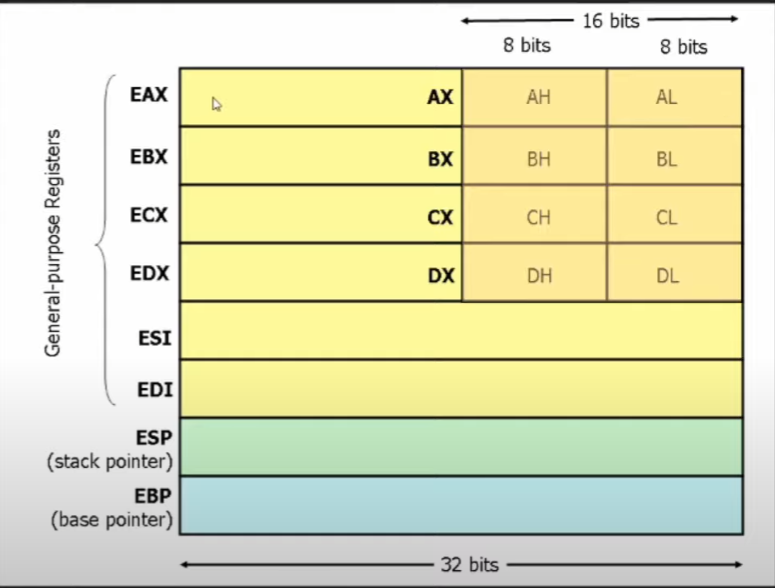 16 bits
8 bits 8 bits
EAX AX AH AL
EBX BX BH BL
ECX CX CH CL
EDX DX DH DL
ESI
EDI
ESP
(stack pointer)
EBP
(base pointer)
32 bits
General-purpose Registers